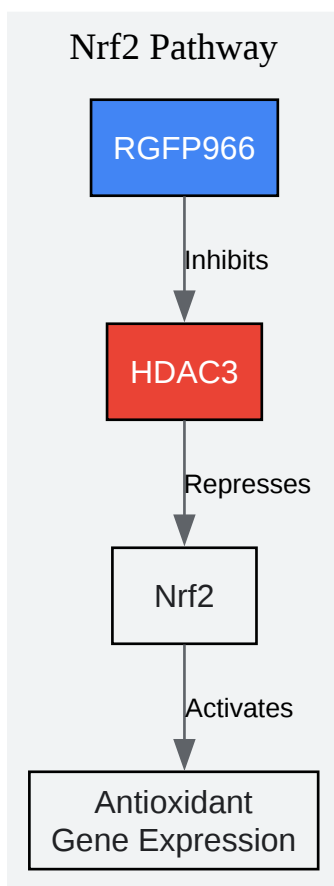 Nrf2 Pathway
RGFP966
Inhibits
HDAC3
Represses
Nrf2
Activates
Antioxidant
Gene Expression